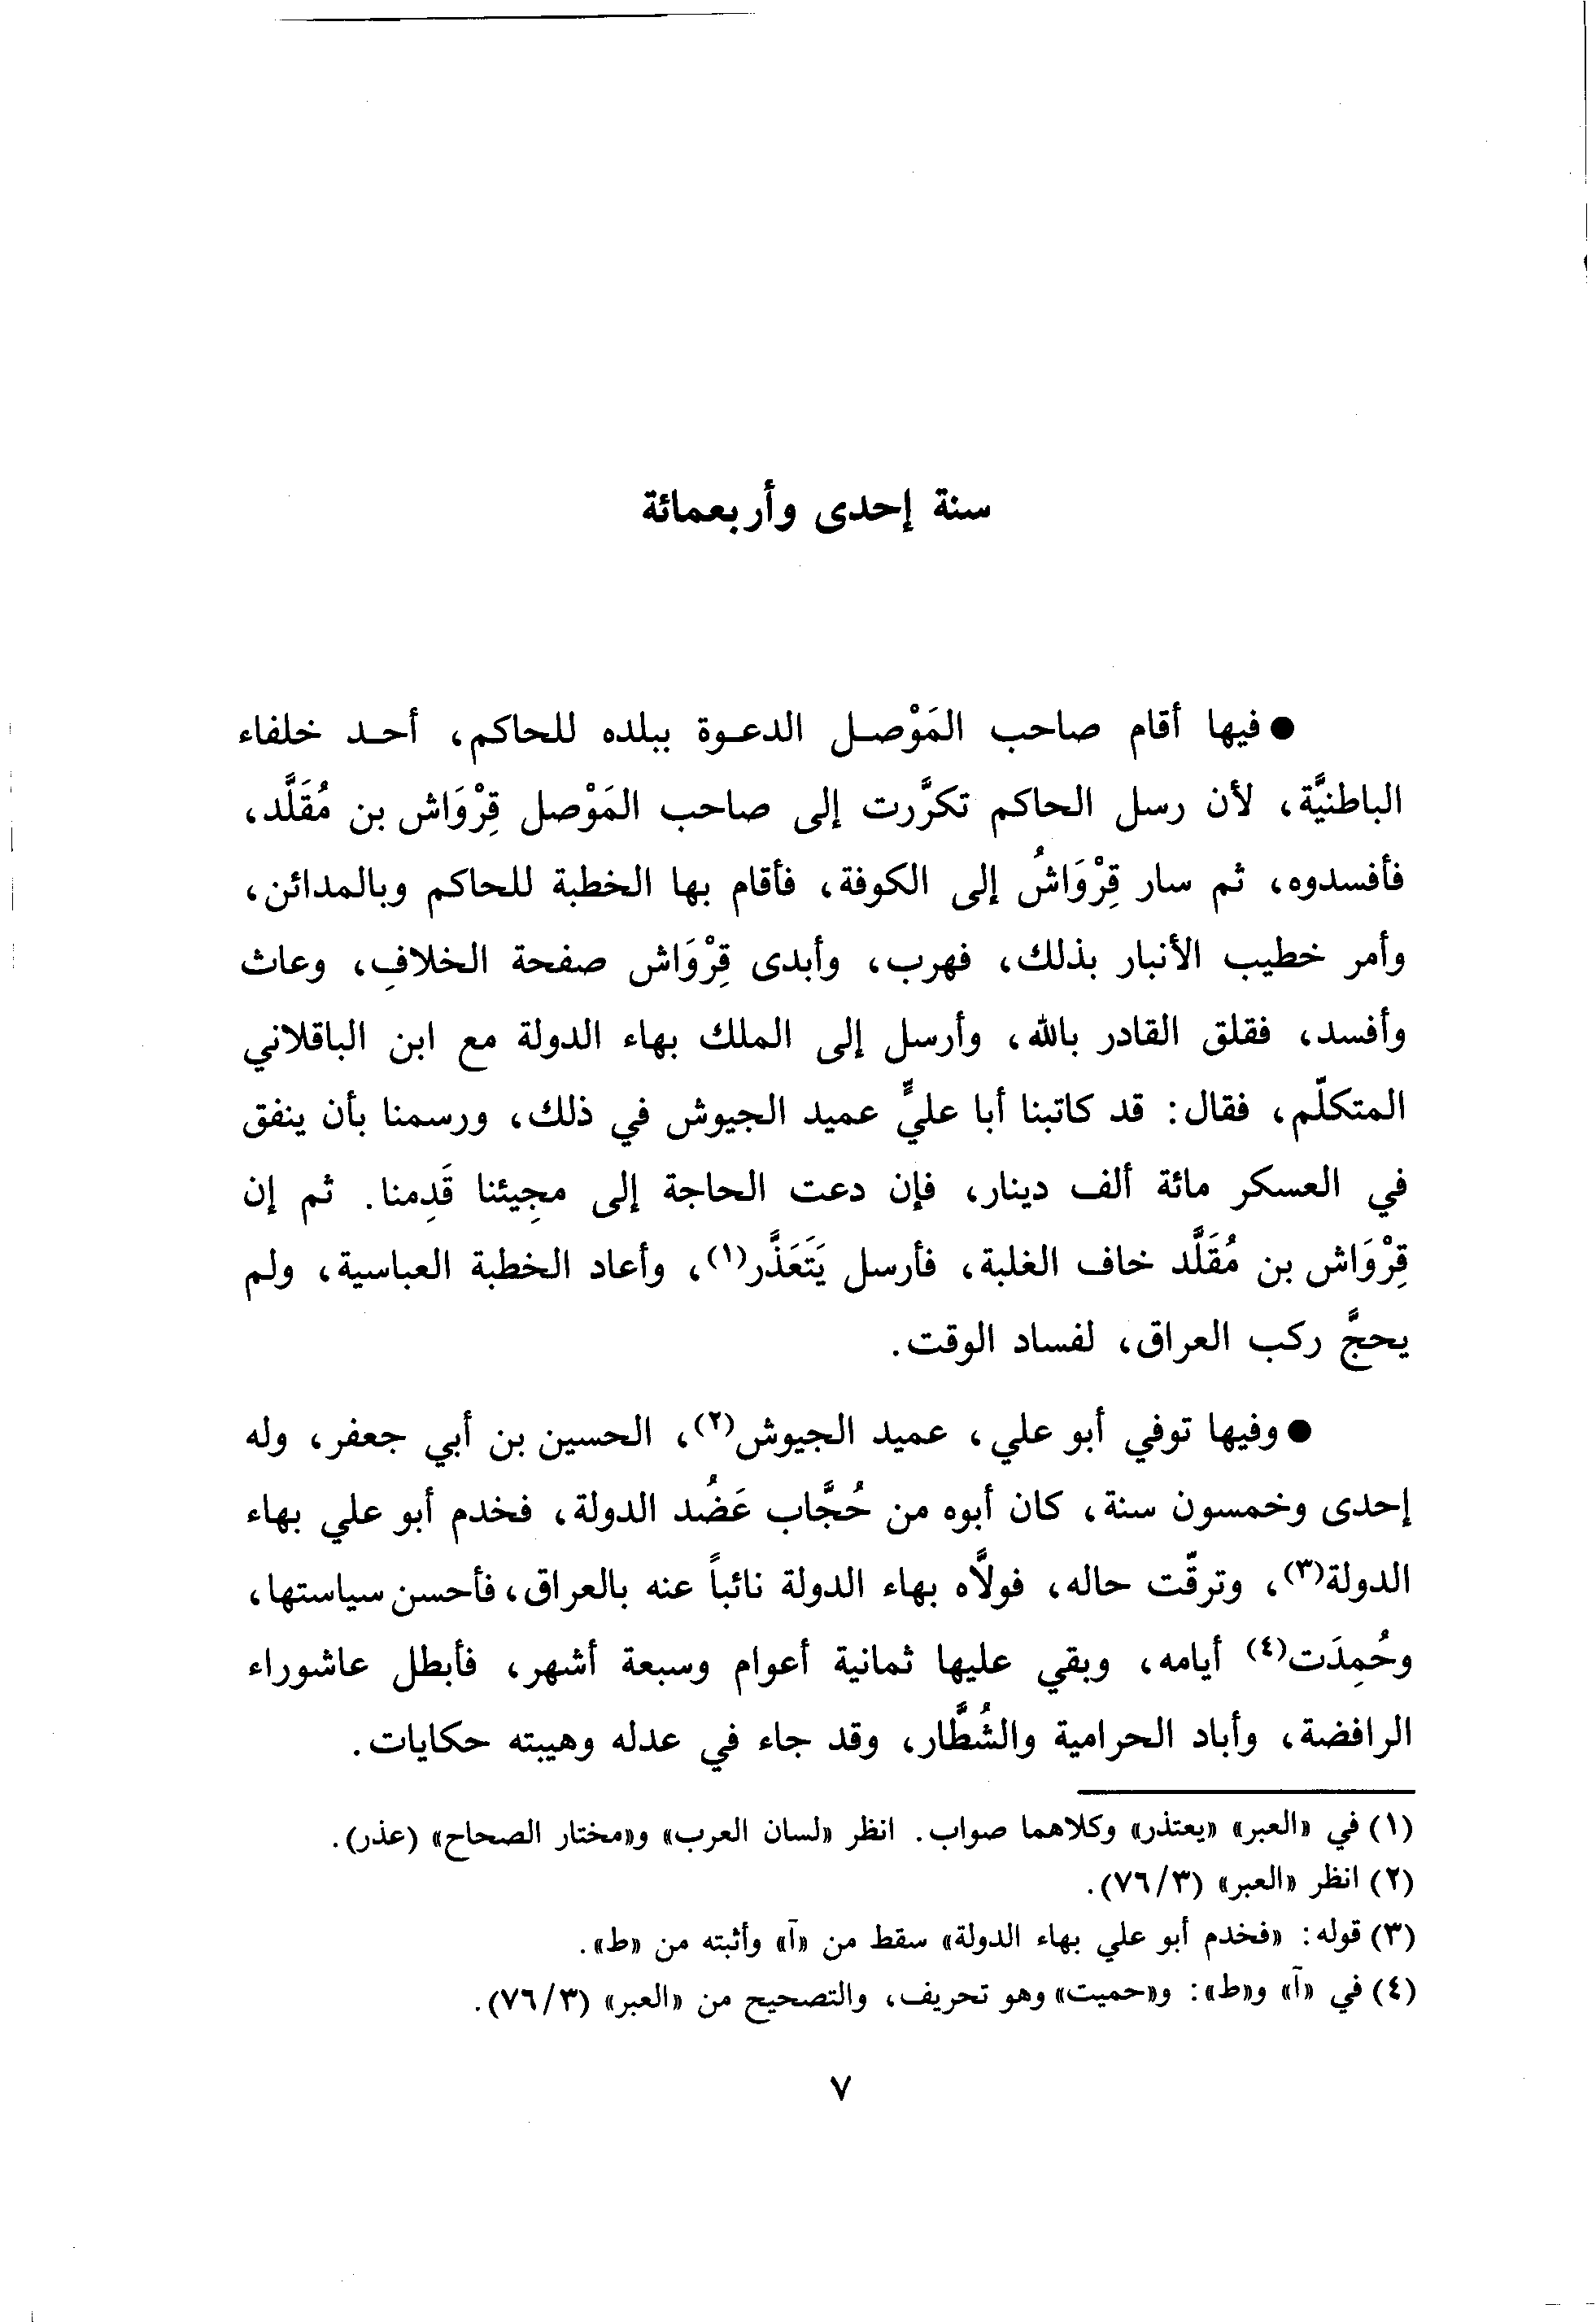 سنة إحدى وأربعمائة
● فيها أقام صاحب المَوْصل الدعوة ببلده للحاكم، أحد خلفاء
الباطنيَّة، لأن رسل الحاكم تكرَّرت إلى صاحب المَوْصل قِرْوَاش بن مُقَلَّد،
فأفسدوه، ثم سار قِرْوَاشُ إلى الكوفة، فأقام بها الخطبة للحاكم وبالمدائن،
وأمر خطيب الأنبار بذلك، فهرب، وأبدى قِرْوَاش صفحة الخلافِ، وعاث
وأفسد، فقلق القادر بالله، وأرسل إلى الملك بهاء الدولة مع ابن الباقلاني
المتكلّم، فقال: قد كاتبنا أبا عليٍّ عميد الجيوش في ذلك، ورسمنا بأن ينفق
في العسكر مائة ألف دينار، فإن دعت الحاجة إلى مجِيئنا قَدِمنا. ثم إن
قِرْوَاش بن مُقَلَّد خاف الغلبة، فأرسل يَتَعَذَّر(١)، وأعاد الخطبة العباسية، ولم
يحجَّ ركب العراق، لفساد الوقت.
● وفيها توفي أبو علي، عميد الجيوش(٢)، الحسين بن أبي جعفر، وله
إحدى وخمسون سنة، كان أبوه من حُجَّاب عَضُد الدولة، فخدم أبو علي بهاء
الدولة(٣)، وترقّت حاله، فولاَّه بهاء الدولة نائباً عنه بالعراق، فأحسن سياستها،
وحُمِدَت(٤) أيامه، وبقي عليها ثمانية أعوام وسبعة أشهر، فأبطل عاشوراء
الرافضة، وأباد الحرامية والشُطَّار، وقد جاء في عدله وهيبته حكايات.
(١) في «العبر» «يعتذر» وكلاهما صواب. انظر «لسان العرب» و«مختار الصحاح» (عذر).
(٢) انظر «العبر» (٧٦/٣).
(٣) قوله: «فخدم أبو علي بهاء الدولة» سقط من «آ» وأثبته من «ط».
(٤) في «آ» و«ط»: و«حميت» وهو تحريف، والتصحيح من «العبر» (٧٦/٣).
٧